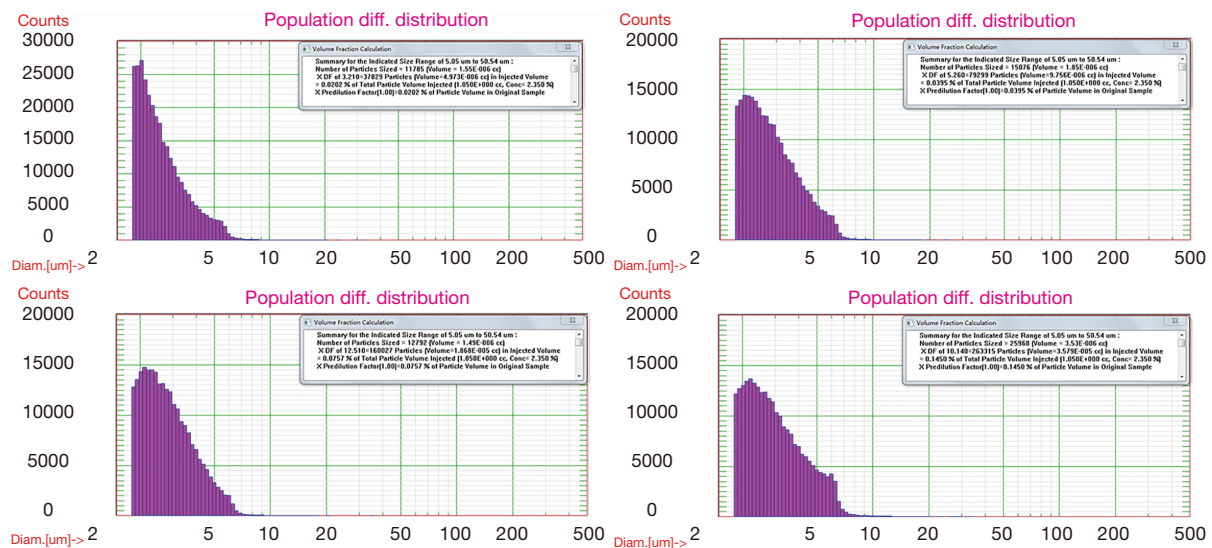 Population diff. distribution
Counts
30000
25000
20000
15000
10000
5000
0
Volume Fraction Calculation
Summary for the Indicated Size Range of 5.05 um to 50.54 um :
Number of Particles Sized = 11785 (Volume = 1.55E-006 cc)
X DF of 3.210=37829 Particles (Volume=4.973E-006 cc) in Injected Volume
= 0.0202 % of Total Particle Volume Injected (1.050E+000 cc, Conc= 2.350 %)
X Predilution Factor(1.00)=0.0202 % of Particle Volume in Original Sample
Diam.[um]-> 2 5 10 20 50 100 200 500
Population diff. distribution
Counts
20000
15000
10000
5000
0
Volume Fraction Calculation
Summary for the Indicated Size Range of 5.05 um to 50.54 um :
Number of Particles Sized = 15076 (Volume = 1.85E-006 cc)
X DF of 5.260=79299 Particles (Volume=9.756E-006 cc) in Injected Volume
= 0.0395 % of Total Particle Volume Injected (1.050E+000 cc, Conc= 2.350 %)
X Predilution Factor(1.00)=0.0395 % of Particle Volume in Original Sample
Diam.[um]-> 2 5 10 20 50 100 200 500
Population diff. distribution
Counts
20000
15000
10000
5000
0
Volume Fraction Calculation
Summary for the Indicated Size Range of 5.05 um to 50.54 um :
Number of Particles Sized = 12792 (Volume = 1.49E-006 cc)
X DF of 12.510=160027 Particles (Volume=1.868E-005 cc) in Injected Volume
= 0.0757 % of Total Particle Volume Injected (1.050E+000 cc, Conc= 2.350 %)
X Predilution Factor(1.00)=0.0757 % of Particle Volume in Original Sample
Diam.[um]-> 2 5 10 20 50 100 200 500
Population diff. distribution
Counts
20000
15000
10000
5000
0
Volume Fraction Calculation
Summary for the Indicated Size Range of 5.05 um to 50.54 um :
Number of Particles Sized = 25968 (Volume = 3.53E-006 cc)
X DF of 10.140=263315 Particles (Volume=3.579E-005 cc) in Injected Volume
= 0.1450 % of Total Particle Volume Injected (1.050E+000 cc, Conc= 2.350 %)
X Predilution Factor(1.00)=0.1450 % of Particle Volume in Original Sample
Diam.[um]-> 2 5 10 20 50 100 200 500